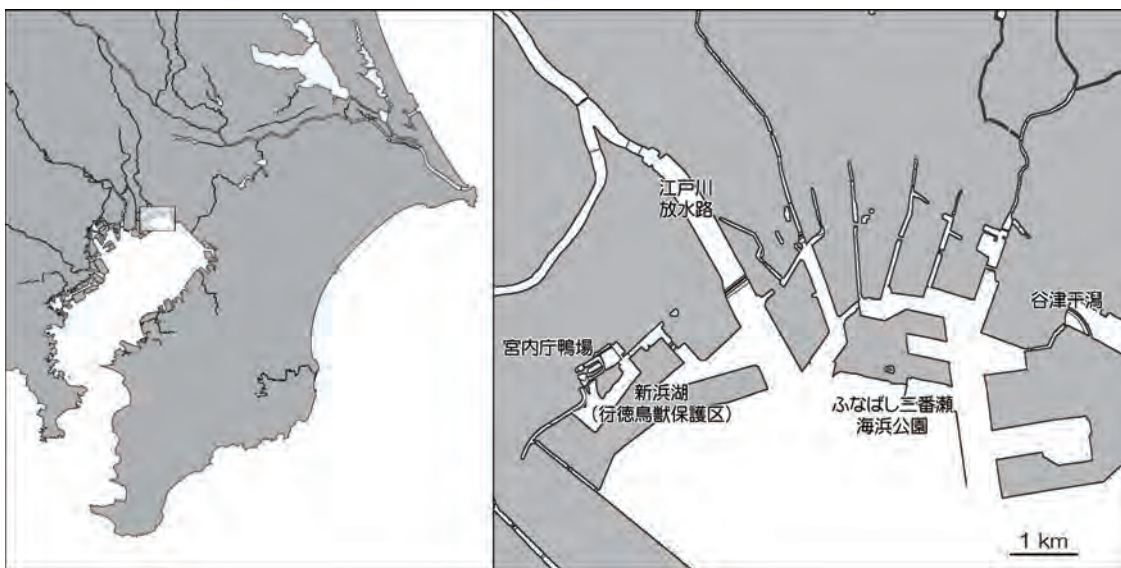 江戸川
放水路
谷津干潟
宮内庁鴨場
新浜湖
(行徳鳥獣保護区)
ふなばし三番瀬
海浜公園
1 km